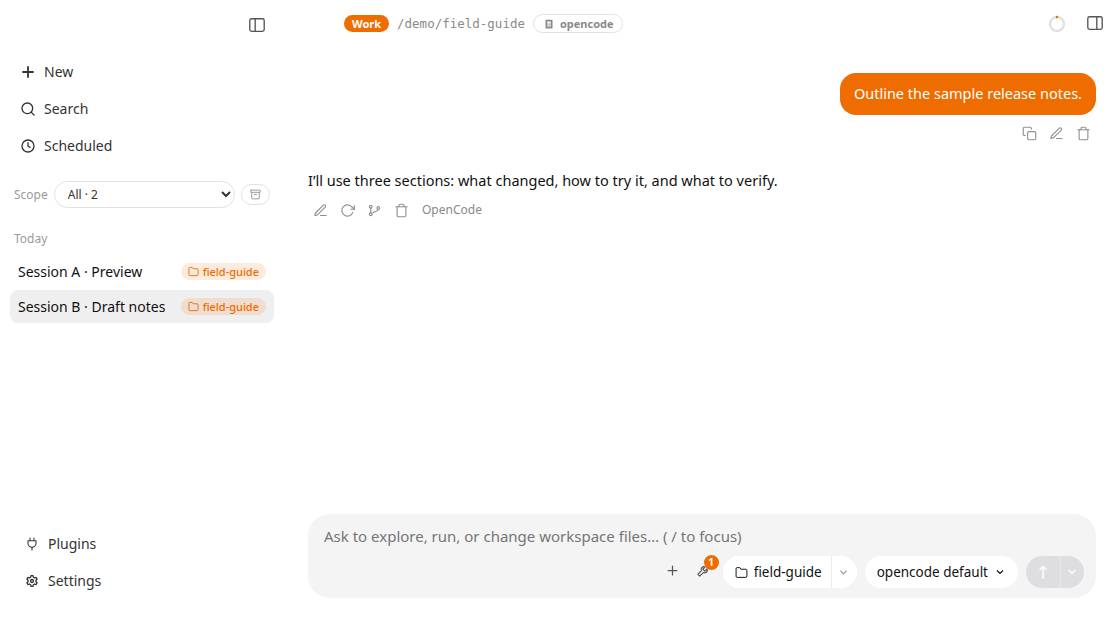 Work /demo/field-guide opencode
New
Search
Scheduled
Scope All · 2
Today
Session A · Preview field-guide
Session B · Draft notes field-guide
Plugins
Settings
Outline the sample release notes.
I'll use three sections: what changed, how to try it, and what to verify.
OpenCode
Ask to explore, run, or change workspace files... ( / to focus)
1 field-guide opencode default